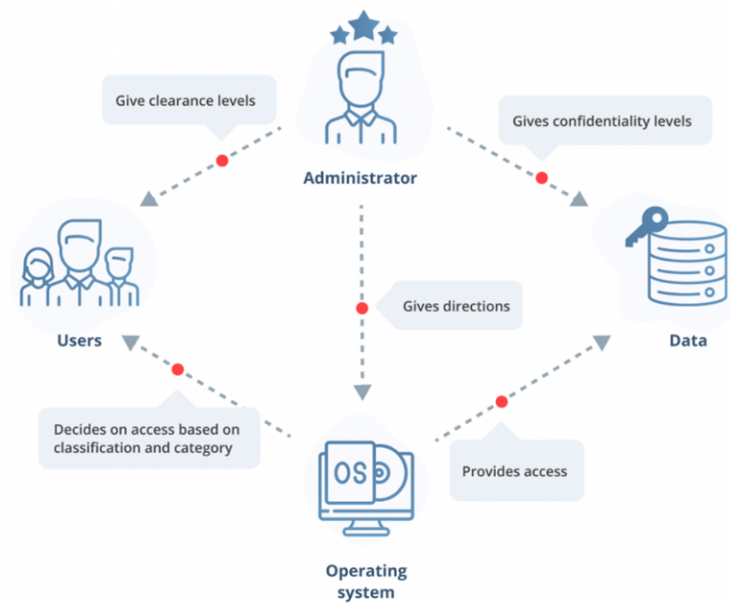 Give clearance levels
Gives confidentiality levels
Administrator
Users
Gives directions
Data
Decides on access based on
classification and category
OS
Provides access
Operating
system